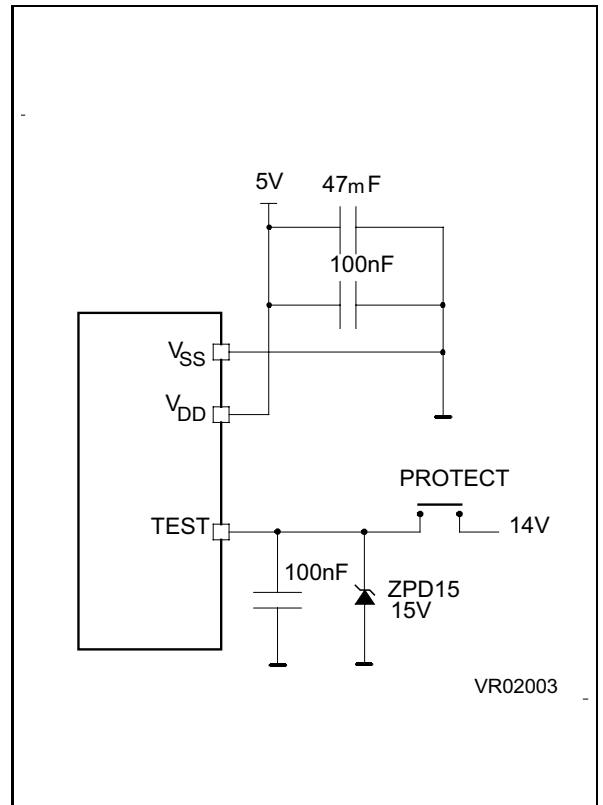 5V
47mF
100nF
VSS
VDD
PROTECT
TEST
14V
100nF
ZPD15
15V
VR02003